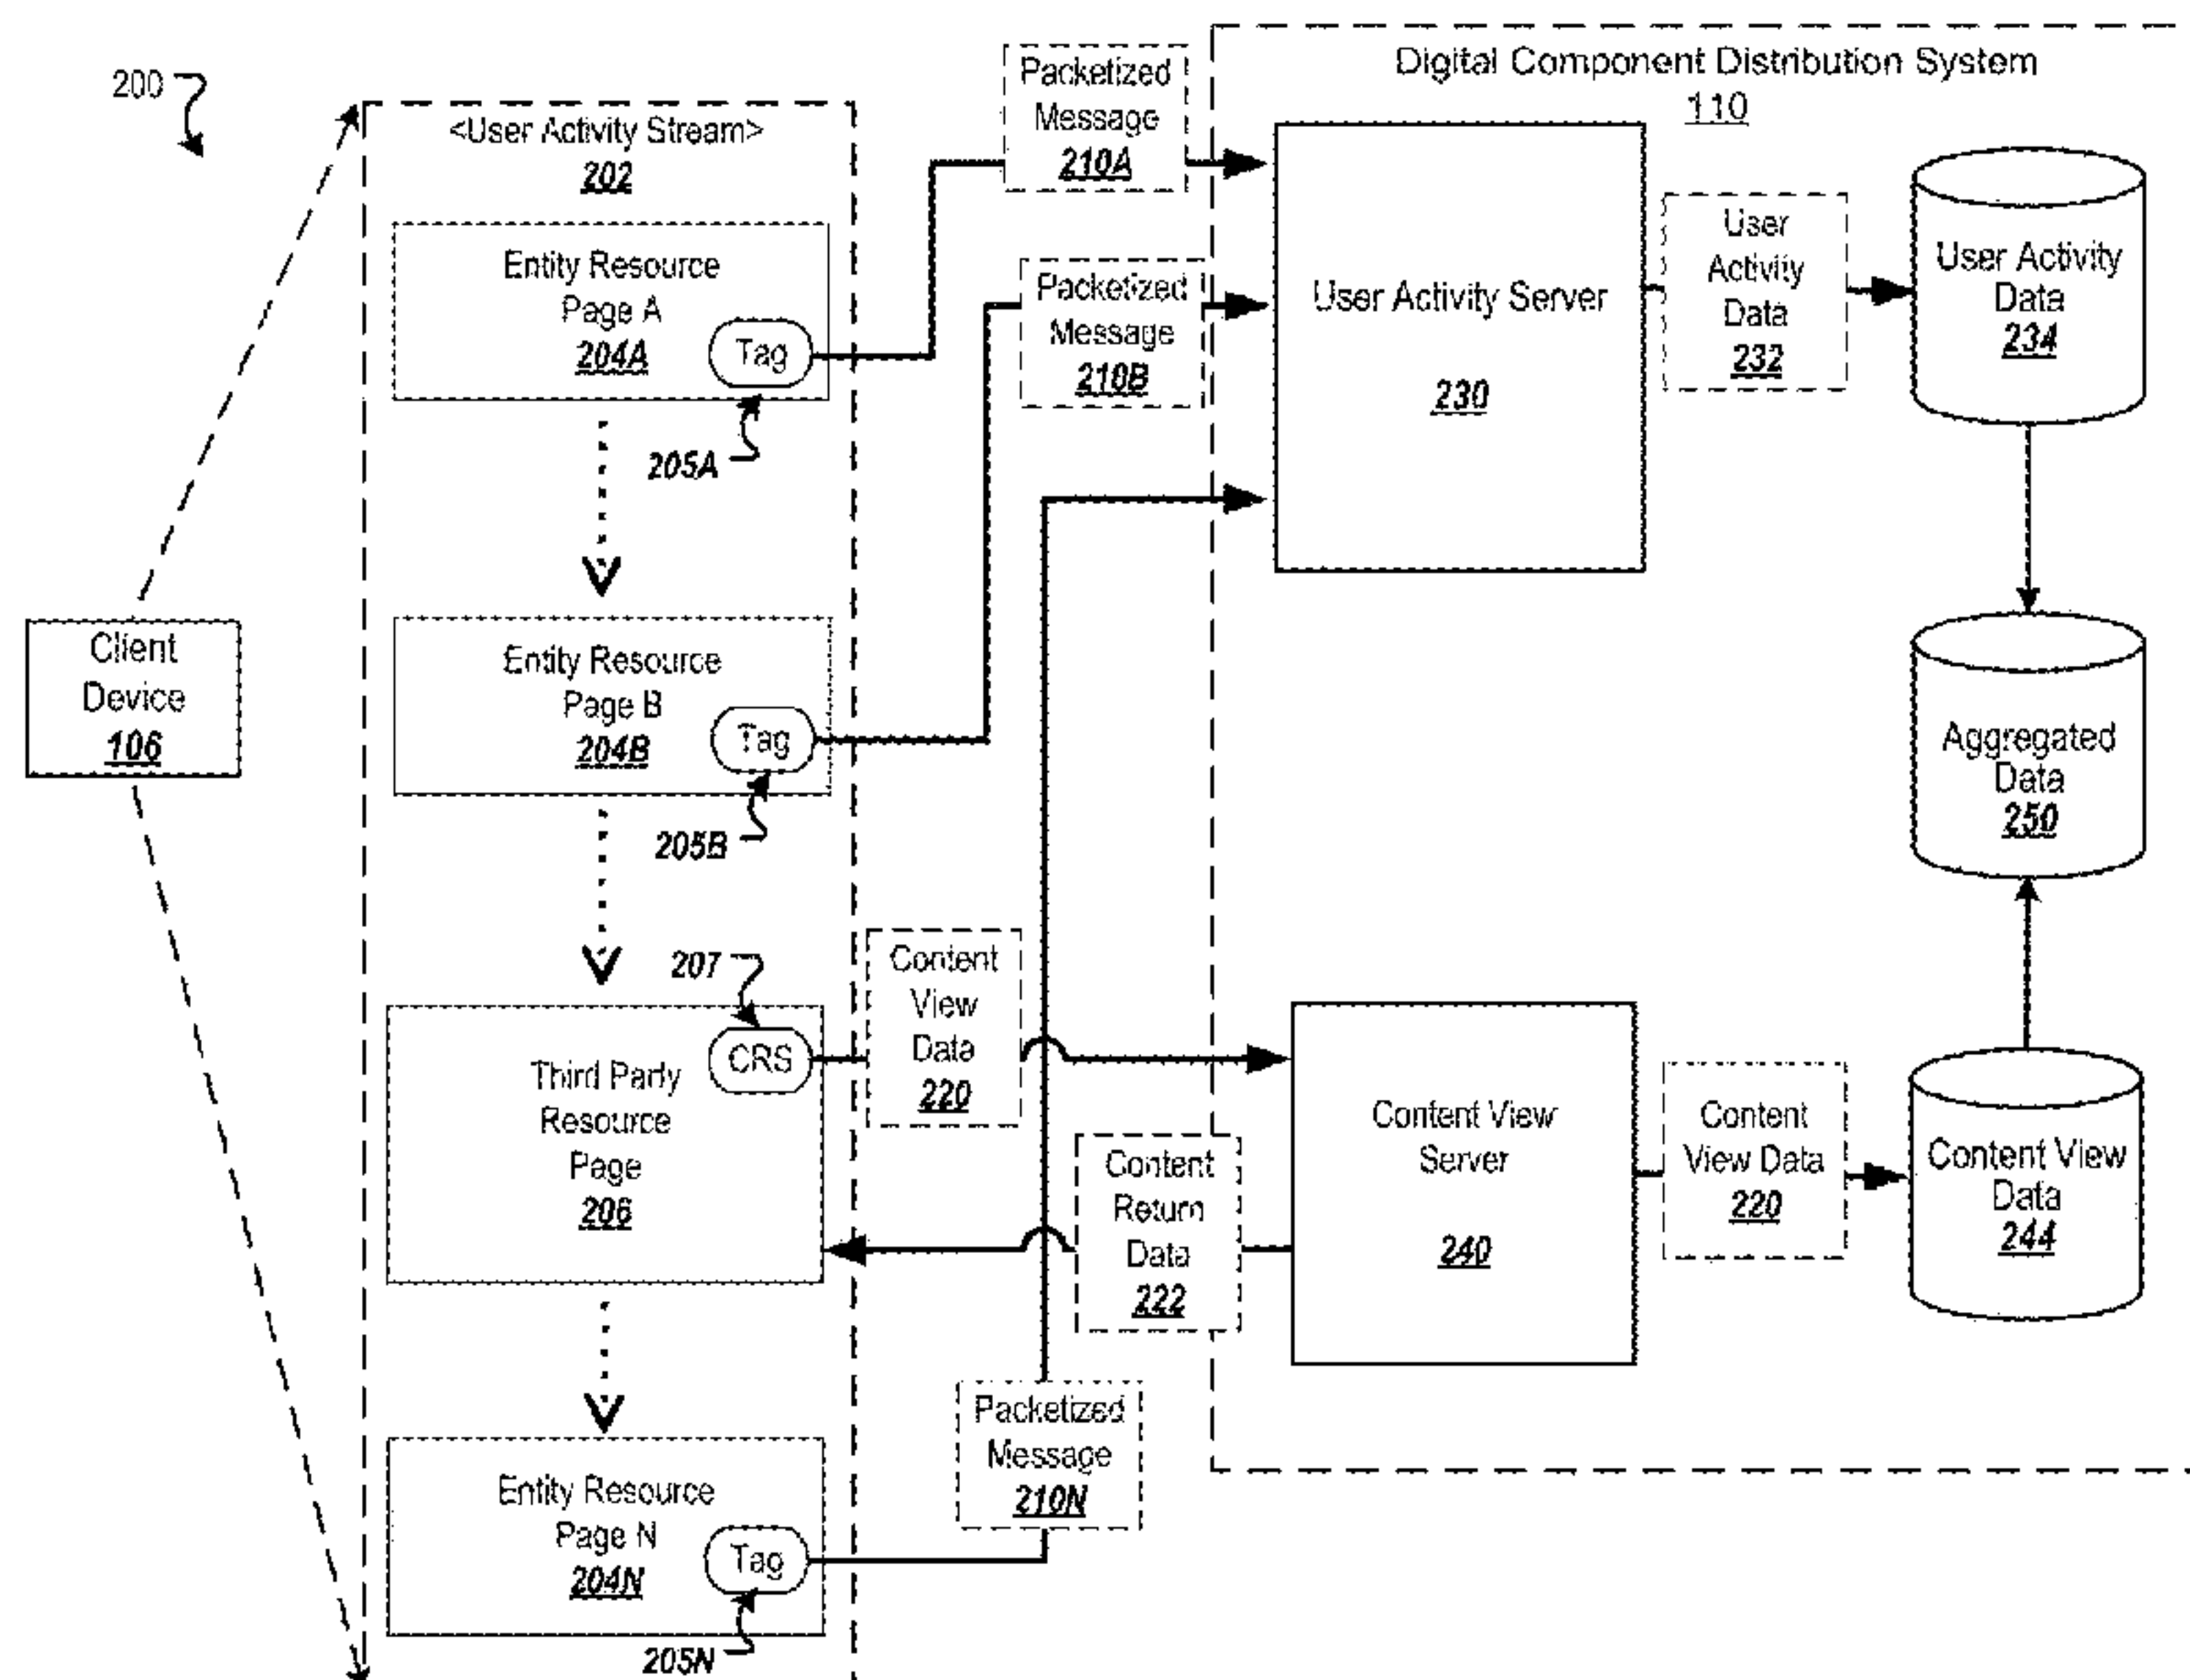 200
<User Activity Stream>
202
Entity Resource
Page A
204A
Tag
205A
Entity Resource
Page B
204B
Tag
205B
Client
Device
106
207
CRS
Third Party
Resource
Page
206
Entity Resource
Page N
204N
Tag
205N
Packetized
Message
210A
Packetized
Message
210B
Content
View
Data
220
Content
Return
Data
222
Packetized
Message
210N
Digital Component Distribution System
110
User Activity Server
230
User
Activity
Data
232
User Activity
Data
234
Aggregated
Data
250
Content View
Server
240
Content
View Data
220
Content View
Data
244